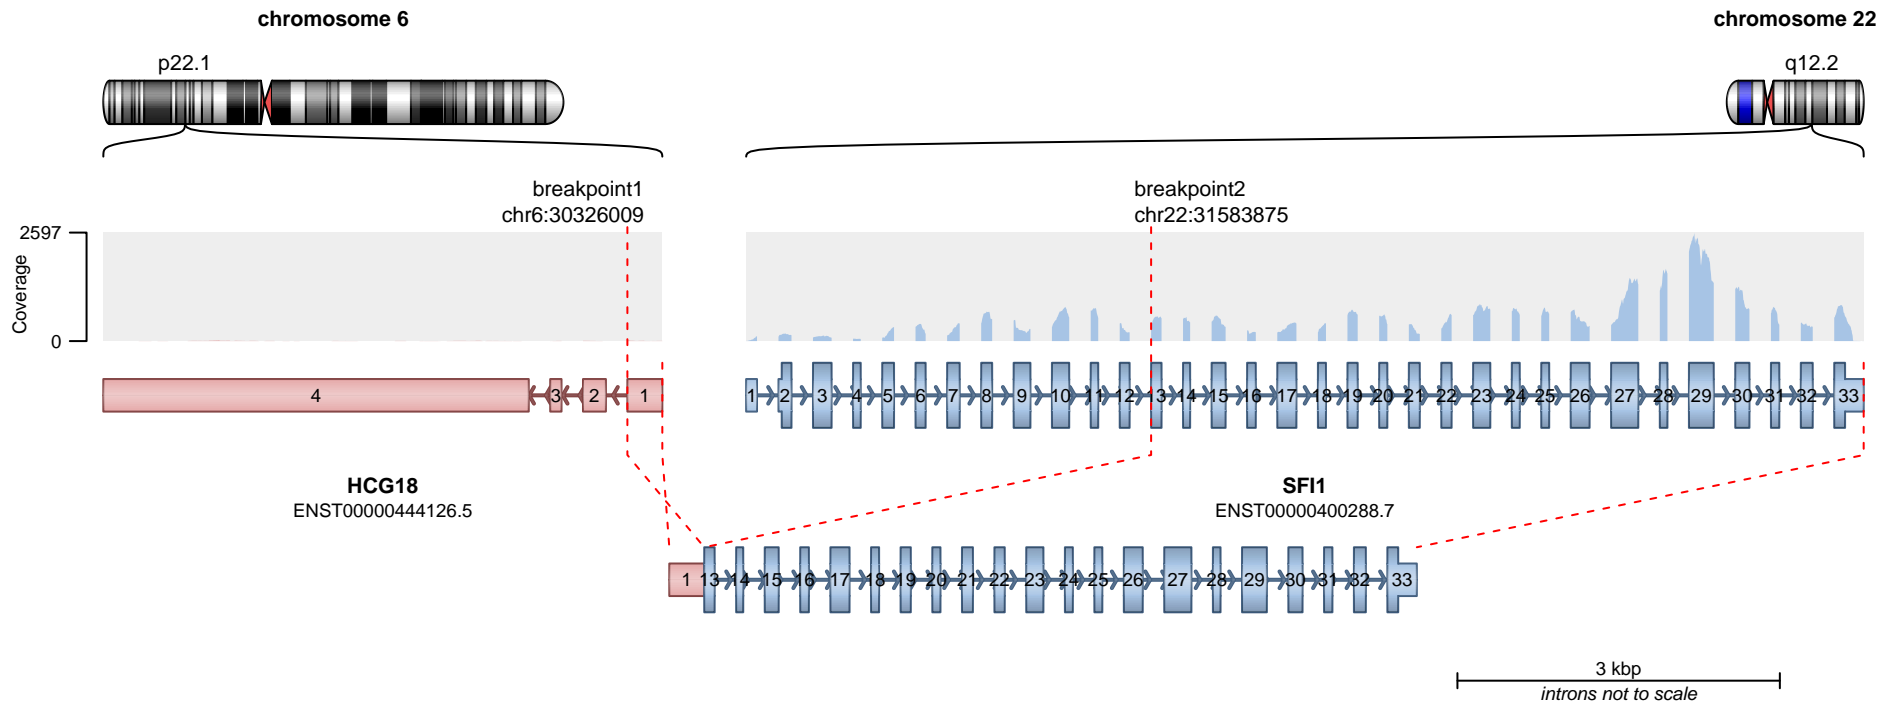 chromosome 6
chromosome 22
p22.1
q12.2
breakpoint1
chr6:30326009
breakpoint2
chr22:31583875
2597
Coverage
0
4 3 2 1
1 2 3 4 5 6 7 8 9 10 11 12 13 14 15 16 17 18 19 20 21 22 23 24 25 26 27 28 29 30 31 32 33
HCG18
ENST00000444126.5
SFI1
ENST00000400288.7
1 13 14 15 16 17 18 19 20 21 22 23 24 25 26 27 28 29 30 31 32 33
3 kbp
introns not to scale